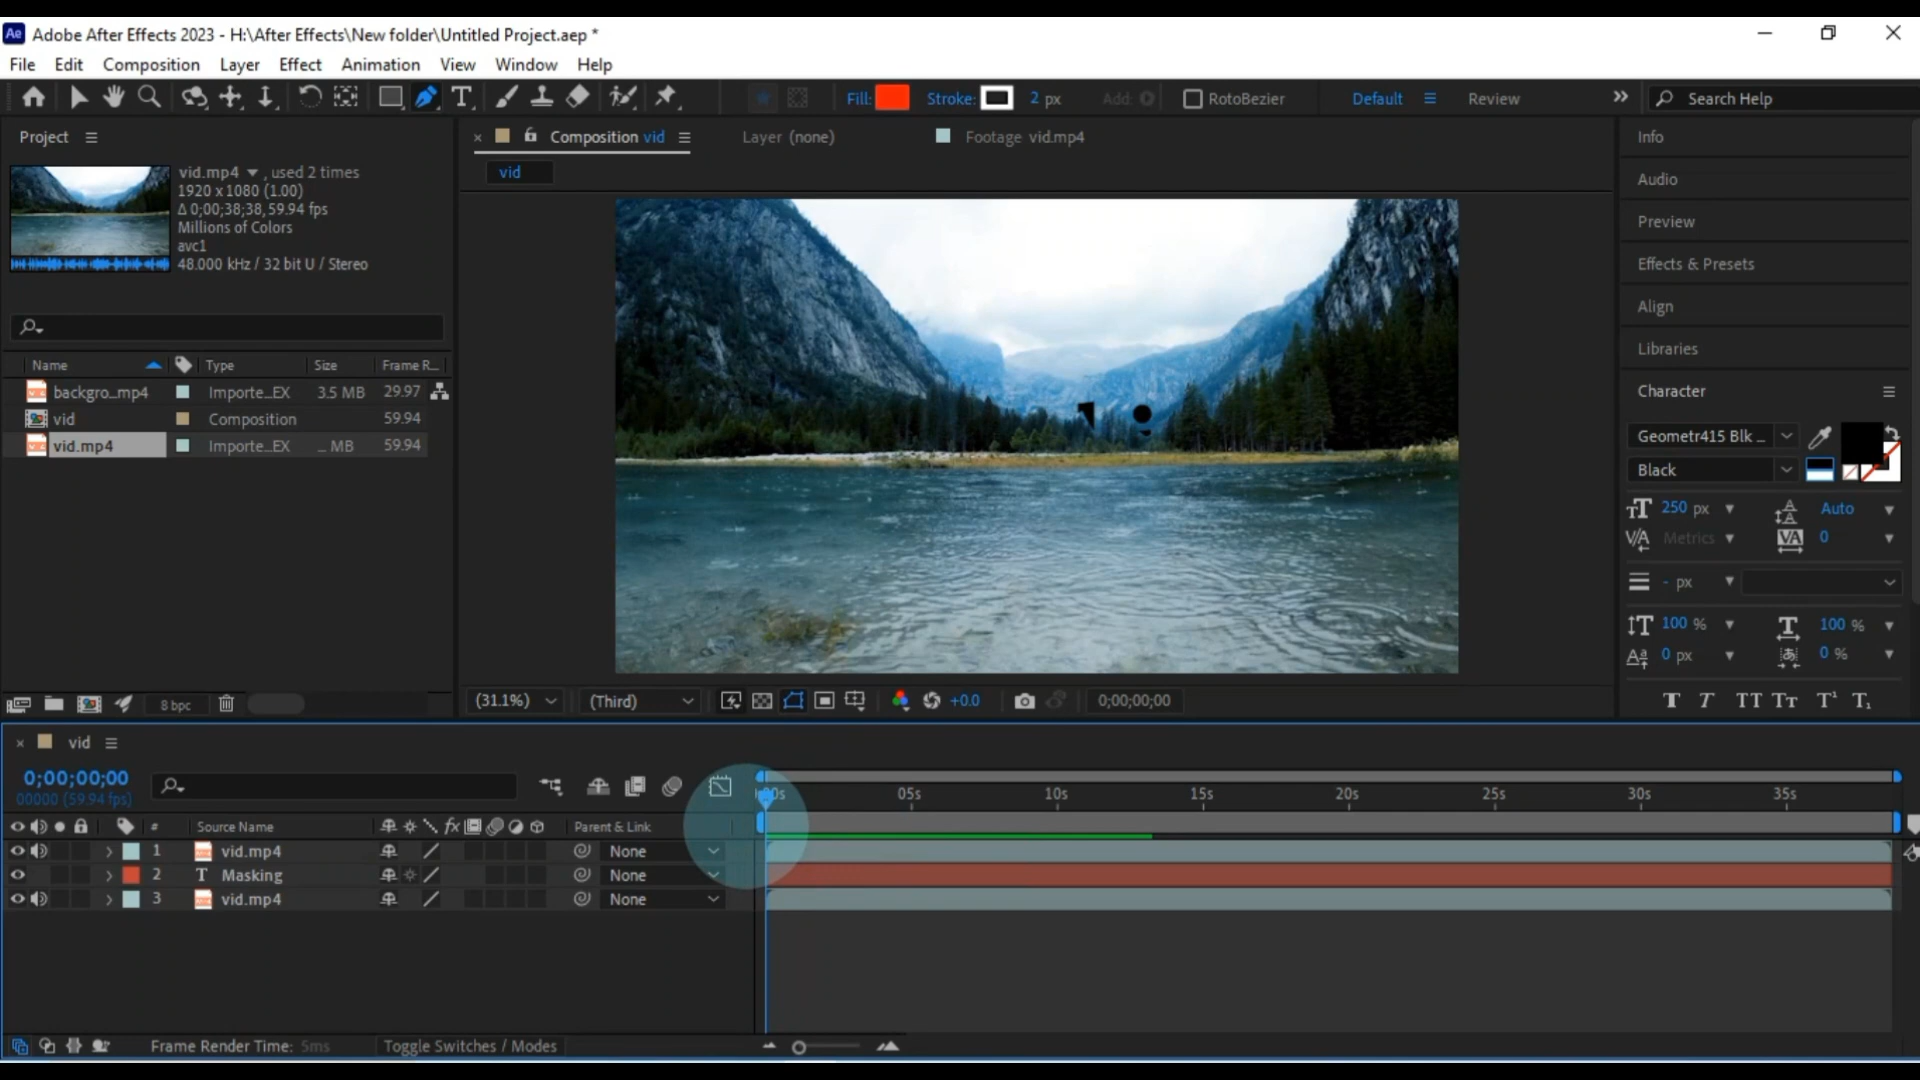 Ae Adobe After Effects 2023 - H:\After Effects\New folder\Untitled Project.aep *
File Edit Composition Layer Effect Animation View Window Help
Fill: Stroke: 2 px Add: RotoBezier Default Review Search Help
Project
Composition vid Layer (none) Footage vid.mp4
vid
vid.mp4 , used 2 times
1920 x 1080 (1.00)
Δ 0;00;38;38, 59.94 fps
Millions of Colors
avc1
48.000 kHz / 32 bit U / Stereo
Name Type Size Frame R...
backgro...mp4 Importe...EX 3.5 MB 29.97
vid Composition 59.94
vid.mp4 Importe...EX ... MB 59.94
8 bpc
(31.1%) (Third) +0.0 0;00;00;00
Info
Audio
Preview
Effects & Presets
Align
Libraries
Character
Geometr415 Blk ...
Black
250 px Auto
Metrics 0
- px
100 % 100 %
0 px 0 %
T T TT Tт T¹ T₁
vid
0;00;00;00
00000 (59.94 fps)
05s 10s 15s 20s 25s 30s 35s
# Source Name fx Parent & Link
1 vid.mp4 None
2 T Masking None
3 vid.mp4 None
Frame Render Time: 5ms Toggle Switches / Modes